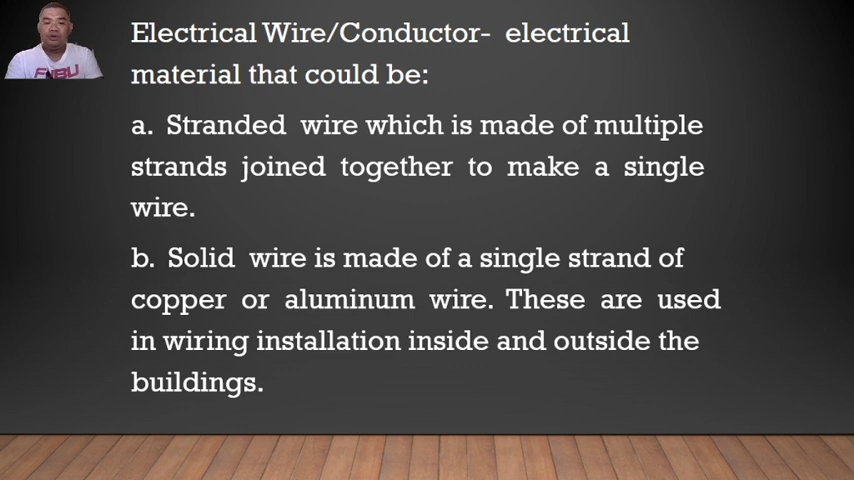 Electrical Wire/Conductor- electrical
material that could be:
a. Stranded wire which is made of multiple
strands joined together to make a single
wire.
b. Solid wire is made of a single strand of
copper or aluminum wire. These are used
in wiring installation inside and outside the
buildings.